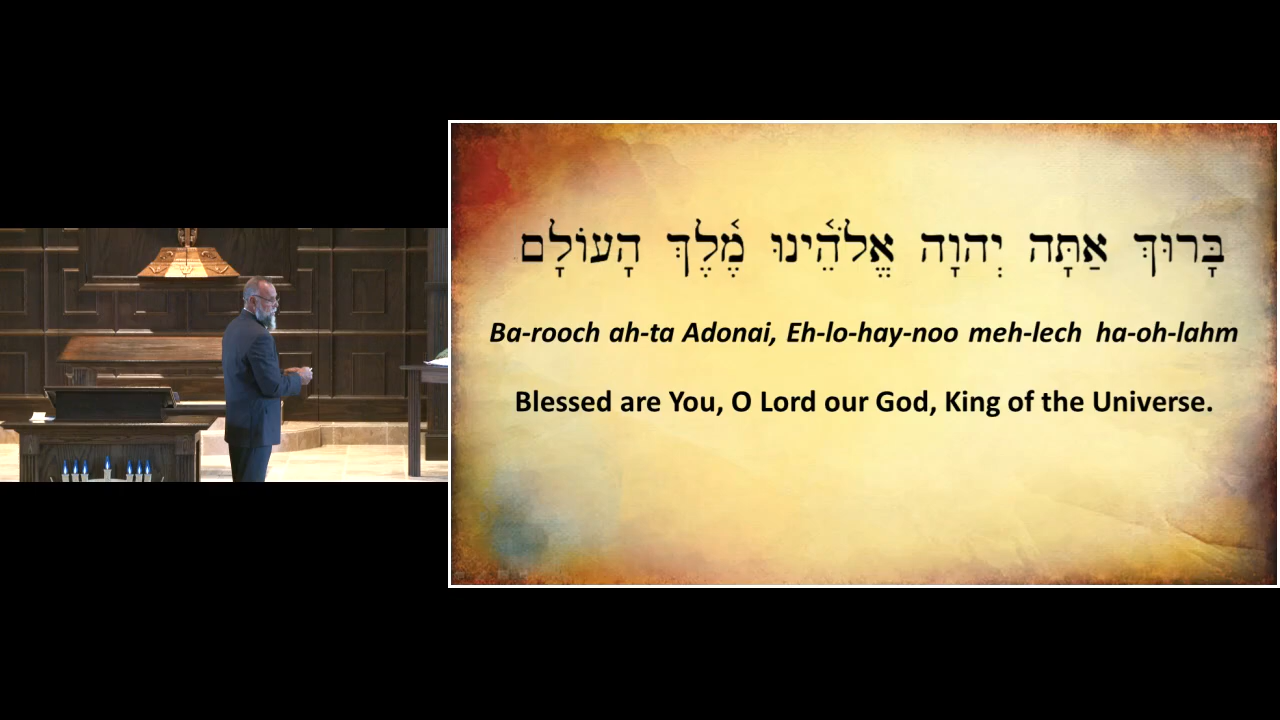 בָּרוּךְ אַתָּה יְהוָה אֱלֹהֵ֫ינוּ מֶ֫לֶךְ הָעוֹלָם
Ba-rooch ah-ta Adonai, Eh-lo-hay-noo meh-lech ha-oh-lahm
Blessed are You, O Lord our God, King of the Universe.